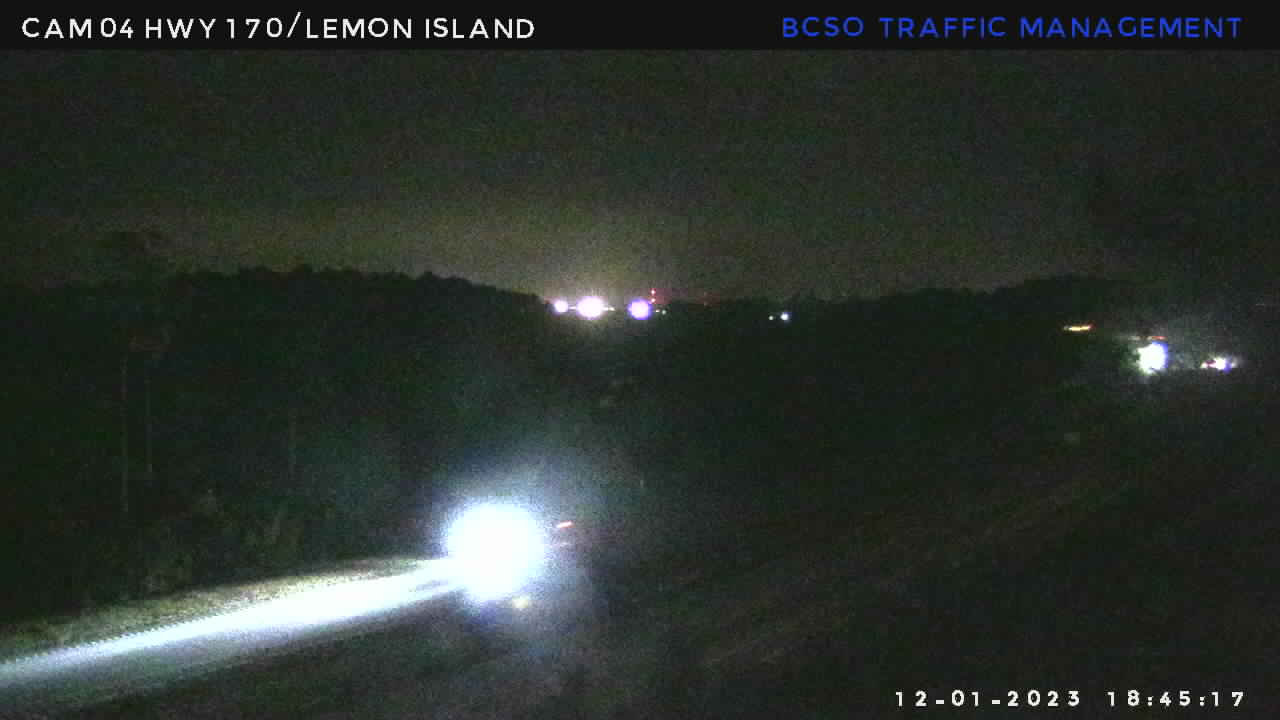 CAM04 HWY 170/LEMON ISLAND
BCSO TRAFFIC MANAGEMENT
12-01-2023 18:45:17